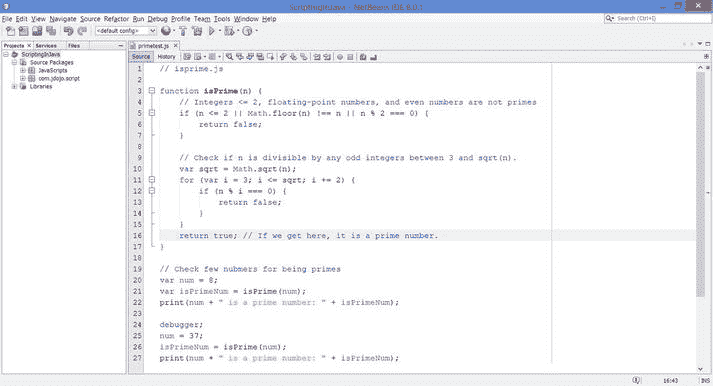 ScriptingInJava - NetBeans IDE 8.0.1
File Edit View Navigate Source Refactor Run Debug Profile Team Tools Window Help
Search (Ctrl+I)
<default config>
Projects Services Files
primetest.js
ScriptingInJava
Source Packages
JavaScripts
com.jdojo.script
Libraries
Source History
1 // isprime.js
2
3 function isPrime(n) {
4 // Integers <= 2, floating-point numbers, and even numbers are not primes
5 if (n <= 2 || Math.floor(n) !== n || n % 2 === 0) {
6 return false;
7 }
8
9 // Check if n is divisible by any odd integers between 3 and sqrt(n).
10 var sqrt = Math.sqrt(n);
11 for (var i = 3; i <= sqrt; i += 2) {
12 if (n % i === 0) {
13 return false;
14 }
15 }
16 return true; // If we get here, it is a prime number.
17 }
18
19 // Check few nubmers for being primes
20 var num = 8;
21 var isPrimeNum = isPrime(num);
22 print(num + " is a prime number: " + isPrimeNum);
23
24 debugger;
25 num = 37;
26 isPrimeNum = isPrime(num);
27 print(num + " is a prime number: " + isPrimeNum);
16:43 INS